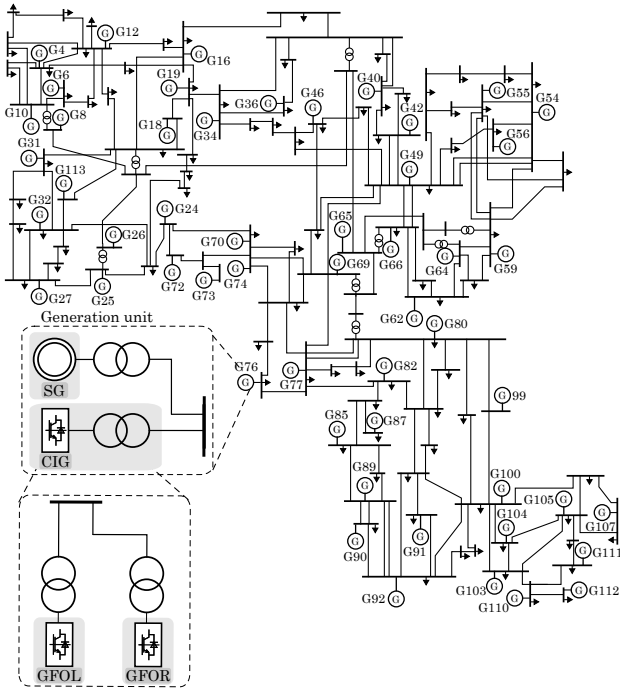 G12
G4
G G
G16
G6
G G
G19
G
G10 G G8
G
G40
G
G46
G36 G G
G42
G
G55
G
G54
G
G18
G
G34
G
G56
G
G31
G
G113
G
G49
G
G32
G
G24
G
G65
G
G26
G
G70 G
G72
G
G73
G
G74 G
G69
G
G66
G
G64
G
G59
G
G27
G
G25
G
G62
G
G80
G
Generation unit
G76
G
G77
G
G82
G
SG
99
G
G85
G
G87
G
CIG
G89
G
G100
G
G105
G
G104
G
G107
G
G90
G
G91
G
G111
G
G92 G
G103
G
G110 G
G112
G
GFOL GFOR